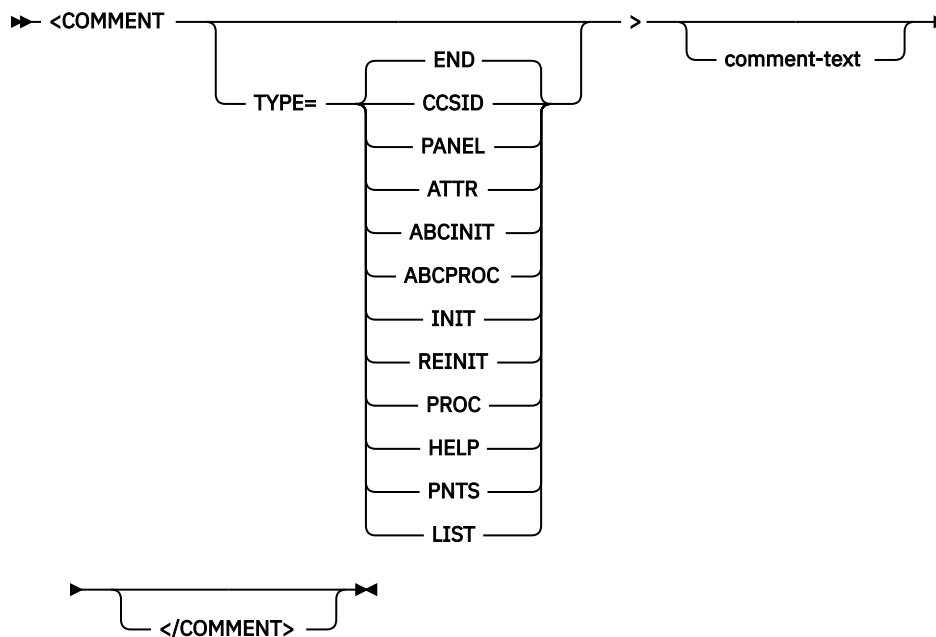 <COMMENT >
END comment-text
TYPE= CCSID
PANEL
ATTR
ABCINIT
ABCPROC
INIT
REINIT
PROC
HELP
PNTS
LIST
</COMMENT>